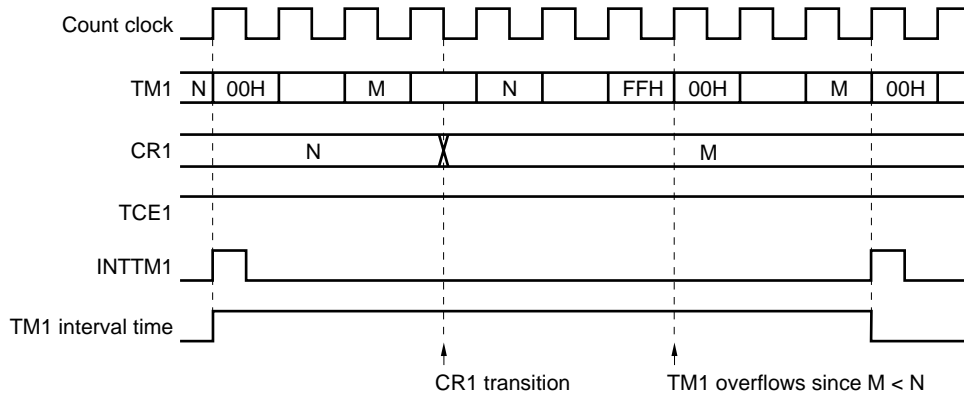 Count clock
TM1 N 00H M N FFH 00H M 00H
CR1 N M
TCE1
INTTM1
TM1 interval time
CR1 transition TM1 overflows since M < N